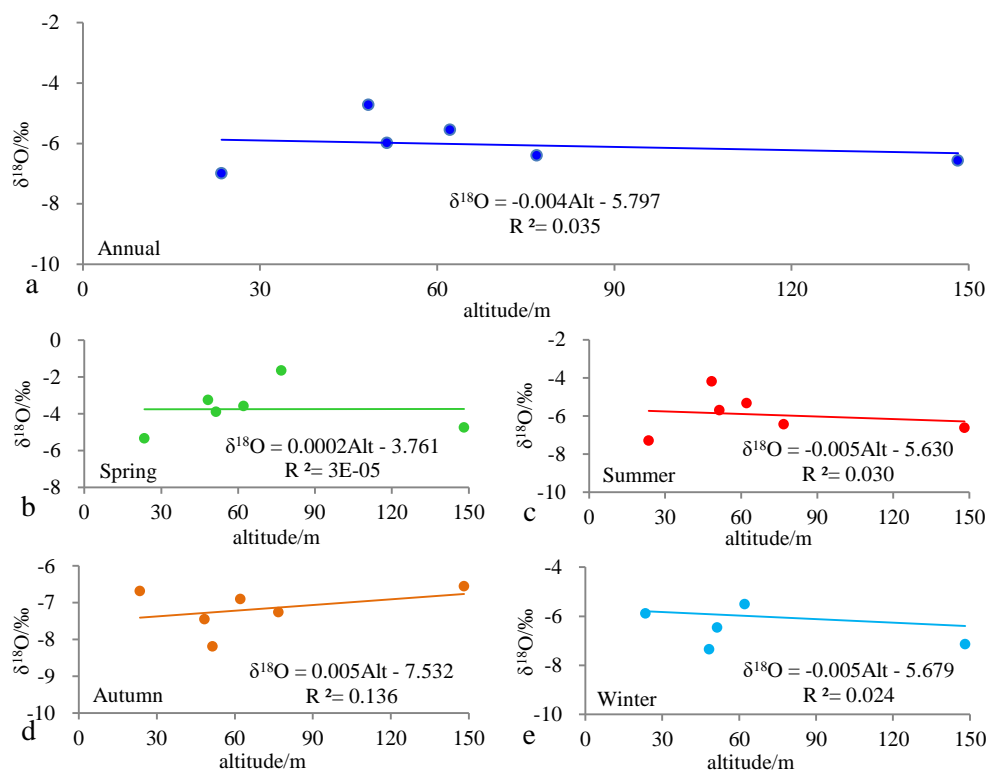 -2
-4
-6
-8
-10
δ¹⁸O/‰
δ¹⁸O = -0.004Alt - 5.797
R ²= 0.035
Annual
a
0 30 60 90 120 150
altitude/m
0
-2
-4
-6
-8
δ¹⁸O/‰
δ¹⁸O = 0.0002Alt - 3.761
R ²= 3E-05
Spring
b
0 30 60 90 120 150
altitude/m
-2
-4
-6
-8
-10
δ¹⁸O/‰
δ¹⁸O = -0.005Alt - 5.630
R ²= 0.030
Summer
c
0 30 60 90 120 150
altitude/m
-6
-7
-8
-9
-10
δ¹⁸O/‰
δ¹⁸O = 0.005Alt - 7.532
R ²= 0.136
Autumn
d
0 30 60 90 120 150
altitude/m
-4
-6
-8
-10
δ¹⁸O/‰
δ¹⁸O = -0.005Alt - 5.679
R ²= 0.024
Winter
e
0 30 60 90 120 150
altitude/m